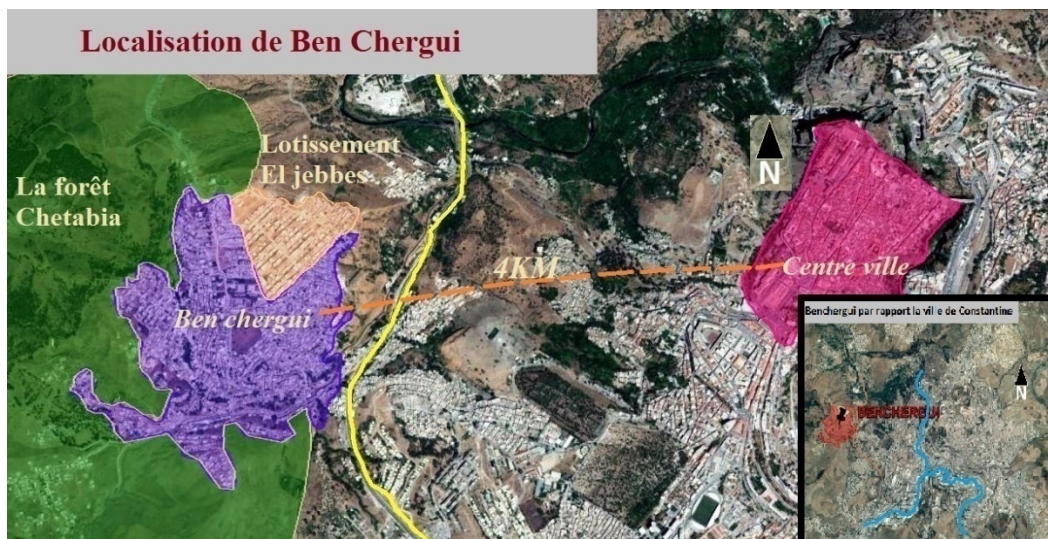 Localisation de Ben Chergui
Lotissement
El jebbes
La forêt
Chetabia
N
4KM
Centre ville
Ben chergui
Benchergui par rapport la ville de Constantine
N
BENCHERGUI